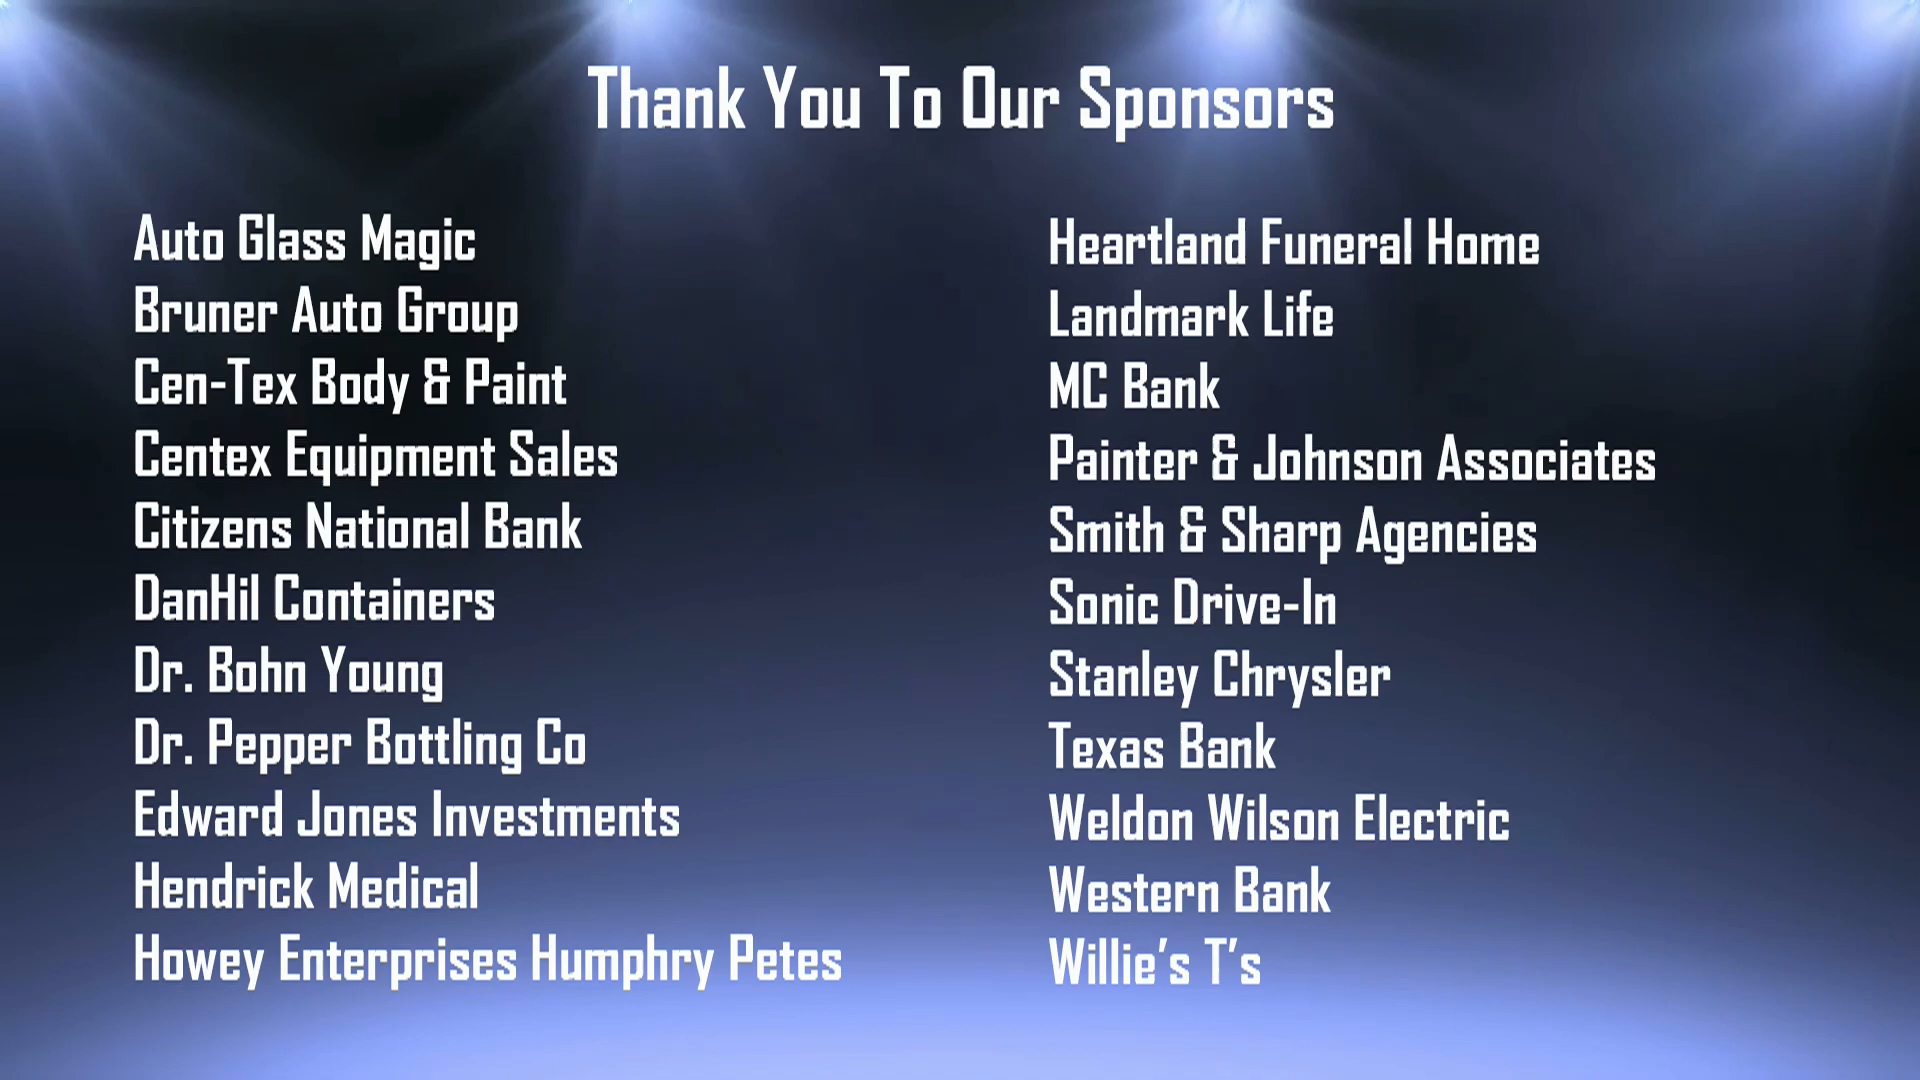 Thank You To Our Sponsors
Auto Glass Magic
Bruner Auto Group
Cen-Tex Body & Paint
Centex Equipment Sales
Citizens National Bank
DanHil Containers
Dr. Bohn Young
Dr. Pepper Bottling Co
Edward Jones Investments
Hendrick Medical
Howey Enterprises Humphry Petes
Heartland Funeral Home
Landmark Life
MC Bank
Painter & Johnson Associates
Smith & Sharp Agencies
Sonic Drive-In
Stanley Chrysler
Texas Bank
Weldon Wilson Electric
Western Bank
Willie’s T’s